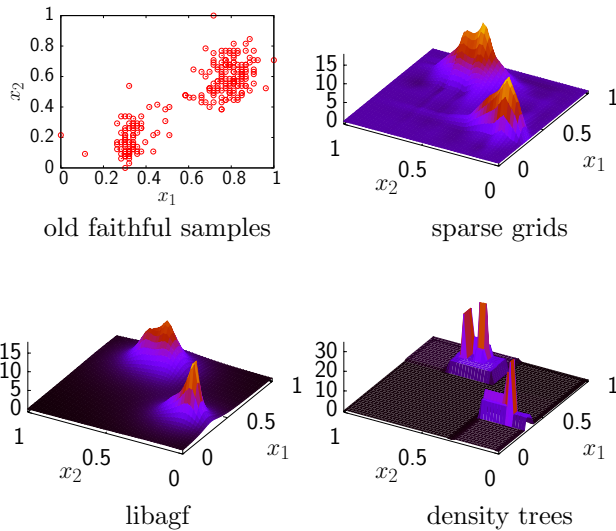 1
0.8
0.6
0.4
0.2
0
0 0.2 0.4 0.6 0.8 1
x₂
x₁
old faithful samples
15
10
5
0
1
0.5
0
x₂
0
0.5
1
x₁
sparse grids
15
10
5
0
1
0.5
0
x₂
0
0.5
1
x₁
libagf
30
20
10
0
1
0.5
0
x₂
0
0.5
1
x₁
density trees